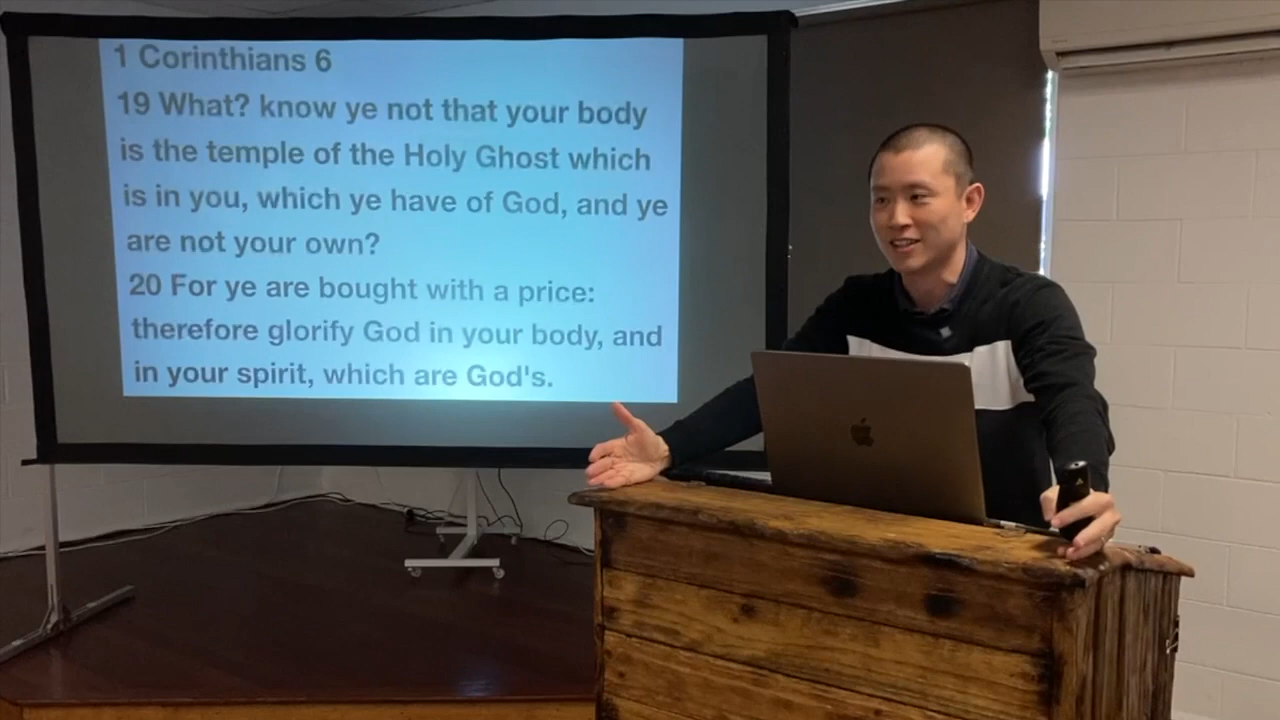 1 Corinthians 6
19 What? know ye not that your body
is the temple of the Holy Ghost which
is in you, which ye have of God, and ye
are not your own?
20 For ye are bought with a price:
therefore glorify God in your body, and
in your spirit, which are God's.